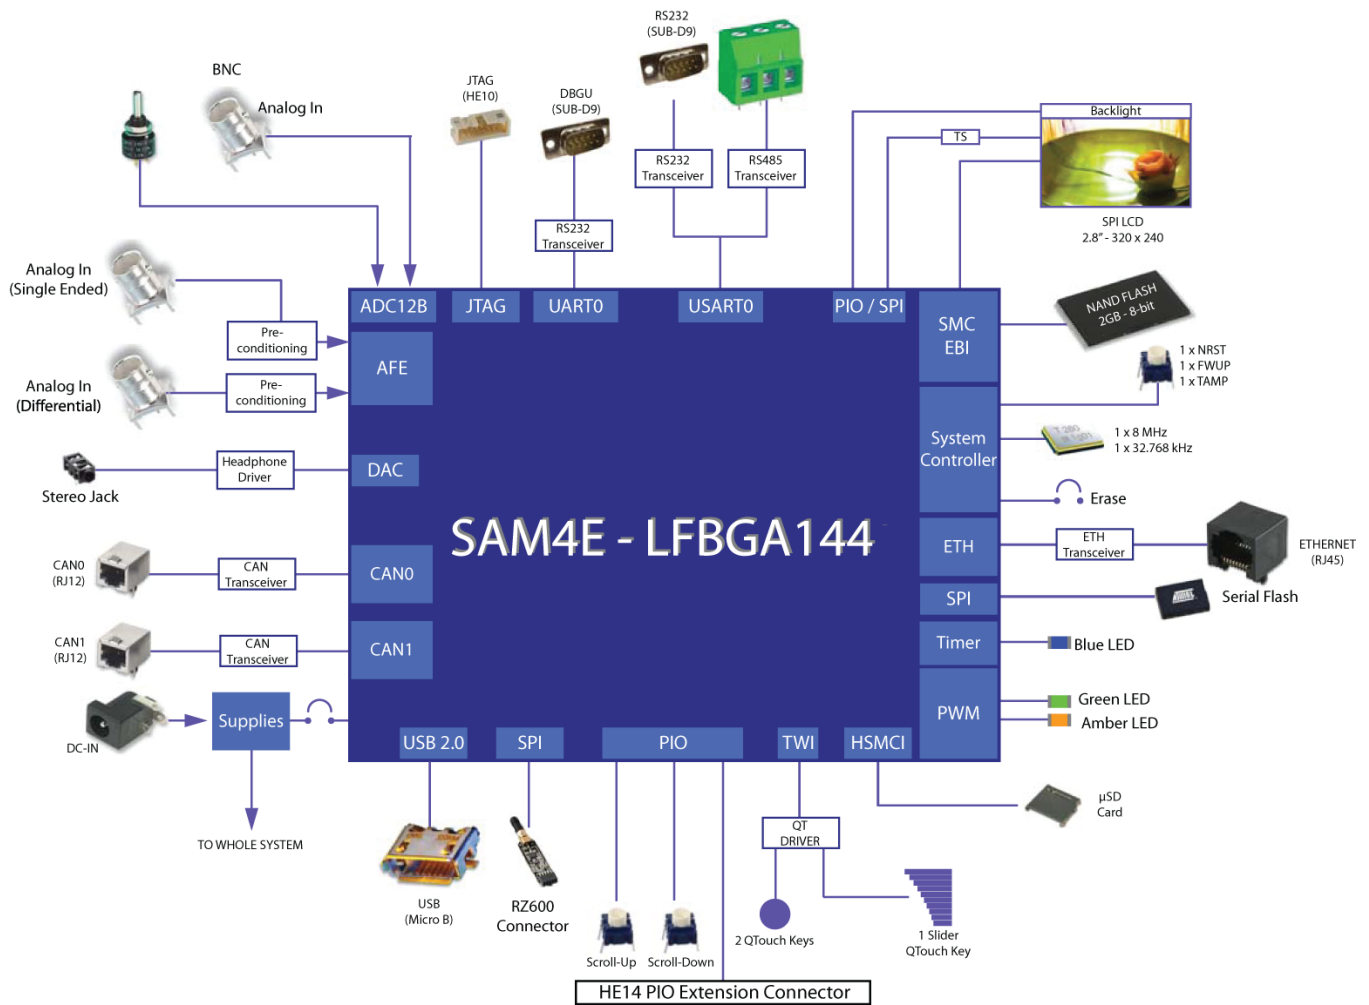 RS232
(SUB-D9)
BNC
Analog In
JTAG
(HE10)
DBGU
(SUB-D9)
Backlight
TS
RS232
Transceiver
RS485
Transceiver
RS232
Transceiver
SPI LCD
2.8" - 320 x 240
Analog In
(Single Ended)
Pre-
conditioning
Analog In
(Differential)
Pre-
conditioning
ADC12B
JTAG
UART0
USART0
PIO / SPI
SMC
EBI
NAND FLASH
2GB - 8-bit
1 x NRST
1 x FWUP
1 x TAMP
AFE
System
Controller
1 x 8 MHz
1 x 32.768 kHz
Stereo Jack
Headphone
Driver
DAC
Erase
SAM4E - LFBGA144
ETH
ETH
Transceiver
ETHERNET
(RJ45)
CAN0
(RJ12)
CAN
Transceiver
CAN0
SPI
Serial Flash
CAN1
(RJ12)
CAN
Transceiver
CAN1
Timer
Blue LED
DC-IN
Supplies
PWM
Green LED
Amber LED
USB 2.0
SPI
PIO
TWI
HSMCI
TO WHOLE SYSTEM
QT
DRIVER
µSD
Card
USB
(Micro B)
RZ600
Connector
Scroll-Up
Scroll-Down
2 QTouch Keys
1 Slider
QTouch Key
HE14 PIO Extension Connector